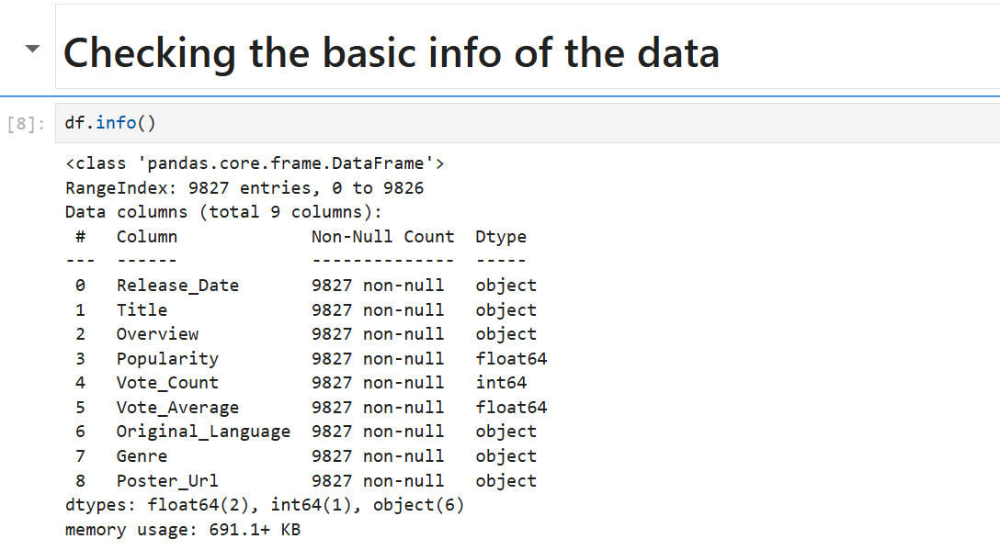 Checking the basic info of the data
[8]: df.info()
<class 'pandas.core.frame.DataFrame'>
RangeIndex: 9827 entries, 0 to 9826
Data columns (total 9 columns):
 #   Column             Non-Null Count  Dtype
---  ------             --------------  -----
 0   Release_Date       9827 non-null   object
 1   Title              9827 non-null   object
 2   Overview           9827 non-null   object
 3   Popularity         9827 non-null   float64
 4   Vote_Count         9827 non-null   int64
 5   Vote_Average       9827 non-null   float64
 6   Original_Language  9827 non-null   object
 7   Genre              9827 non-null   object
 8   Poster_Url         9827 non-null   object
dtypes: float64(2), int64(1), object(6)
memory usage: 691.1+ KB